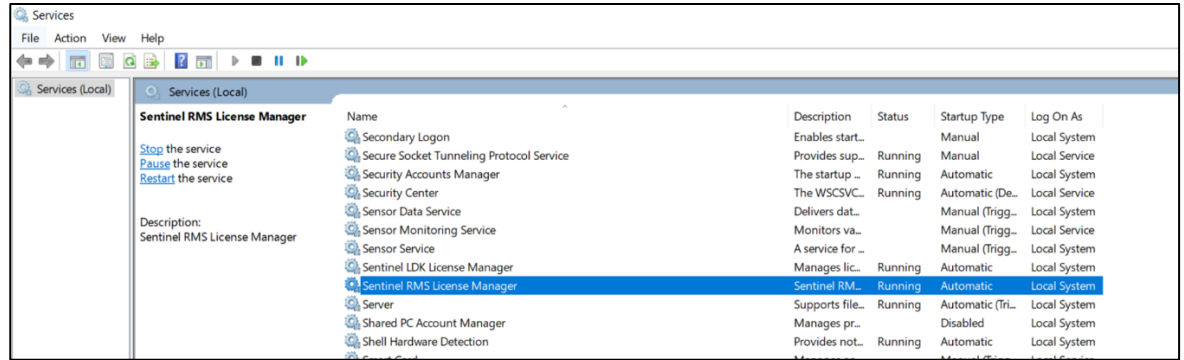 Services
File Action View Help
Services (Local)
Services (Local)
Sentinel RMS License Manager
Stop the service
Pause the service
Restart the service
Description:
Sentinel RMS License Manager
Name Description Status Startup Type Log On As
Secondary Logon Enables start... Manual Local System
Secure Socket Tunneling Protocol Service Provides sup... Running Manual Local Service
Security Accounts Manager The startup ... Running Automatic Local System
Security Center The WSCSVC... Running Automatic (De... Local Service
Sensor Data Service Delivers dat... Manual (Trigg... Local System
Sensor Monitoring Service Monitors va... Manual (Trigg... Local Service
Sensor Service A service for ... Manual (Trigg... Local System
Sentinel LDK License Manager Manages lic... Running Automatic Local System
Sentinel RMS License Manager Sentinel RM... Running Automatic Local System
Server Supports file... Running Automatic (Tri... Local System
Shared PC Account Manager Manages pr... Disabled Local System
Shell Hardware Detection Provides not... Running Automatic Local System